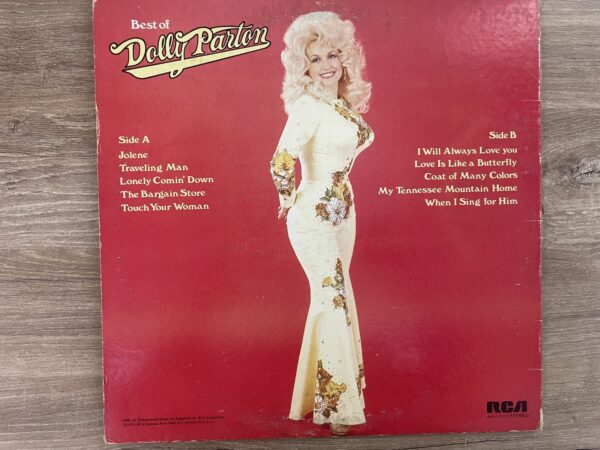 Best of
Dolly Parton
Side A
Jolene
Traveling Man
Lonely Comin' Down
The Bargain Store
Touch Your Woman
Side B
I Will Always Love you
Love Is Like a Butterfly
Coat of Many Colors
My Tennessee Mountain Home
When I Sing for Him
RCA
STEREO